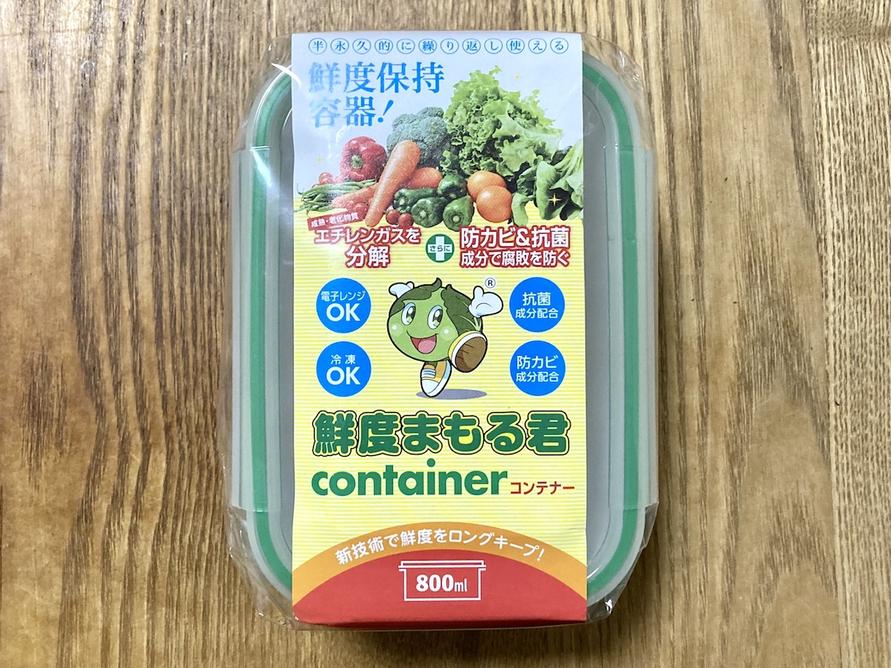 半永久的に繰り返し使える
鮮度保持
容器!
成熟・老化物質
エチレンガスを
分解
さらに
防カビ&抗菌
成分で腐敗を防ぐ
電子レンジ
OK
®
抗菌
成分配合
冷凍
OK
防カビ
成分配合
鮮度まもる君
container コンテナー
新技術で鮮度をロングキープ!
800ml